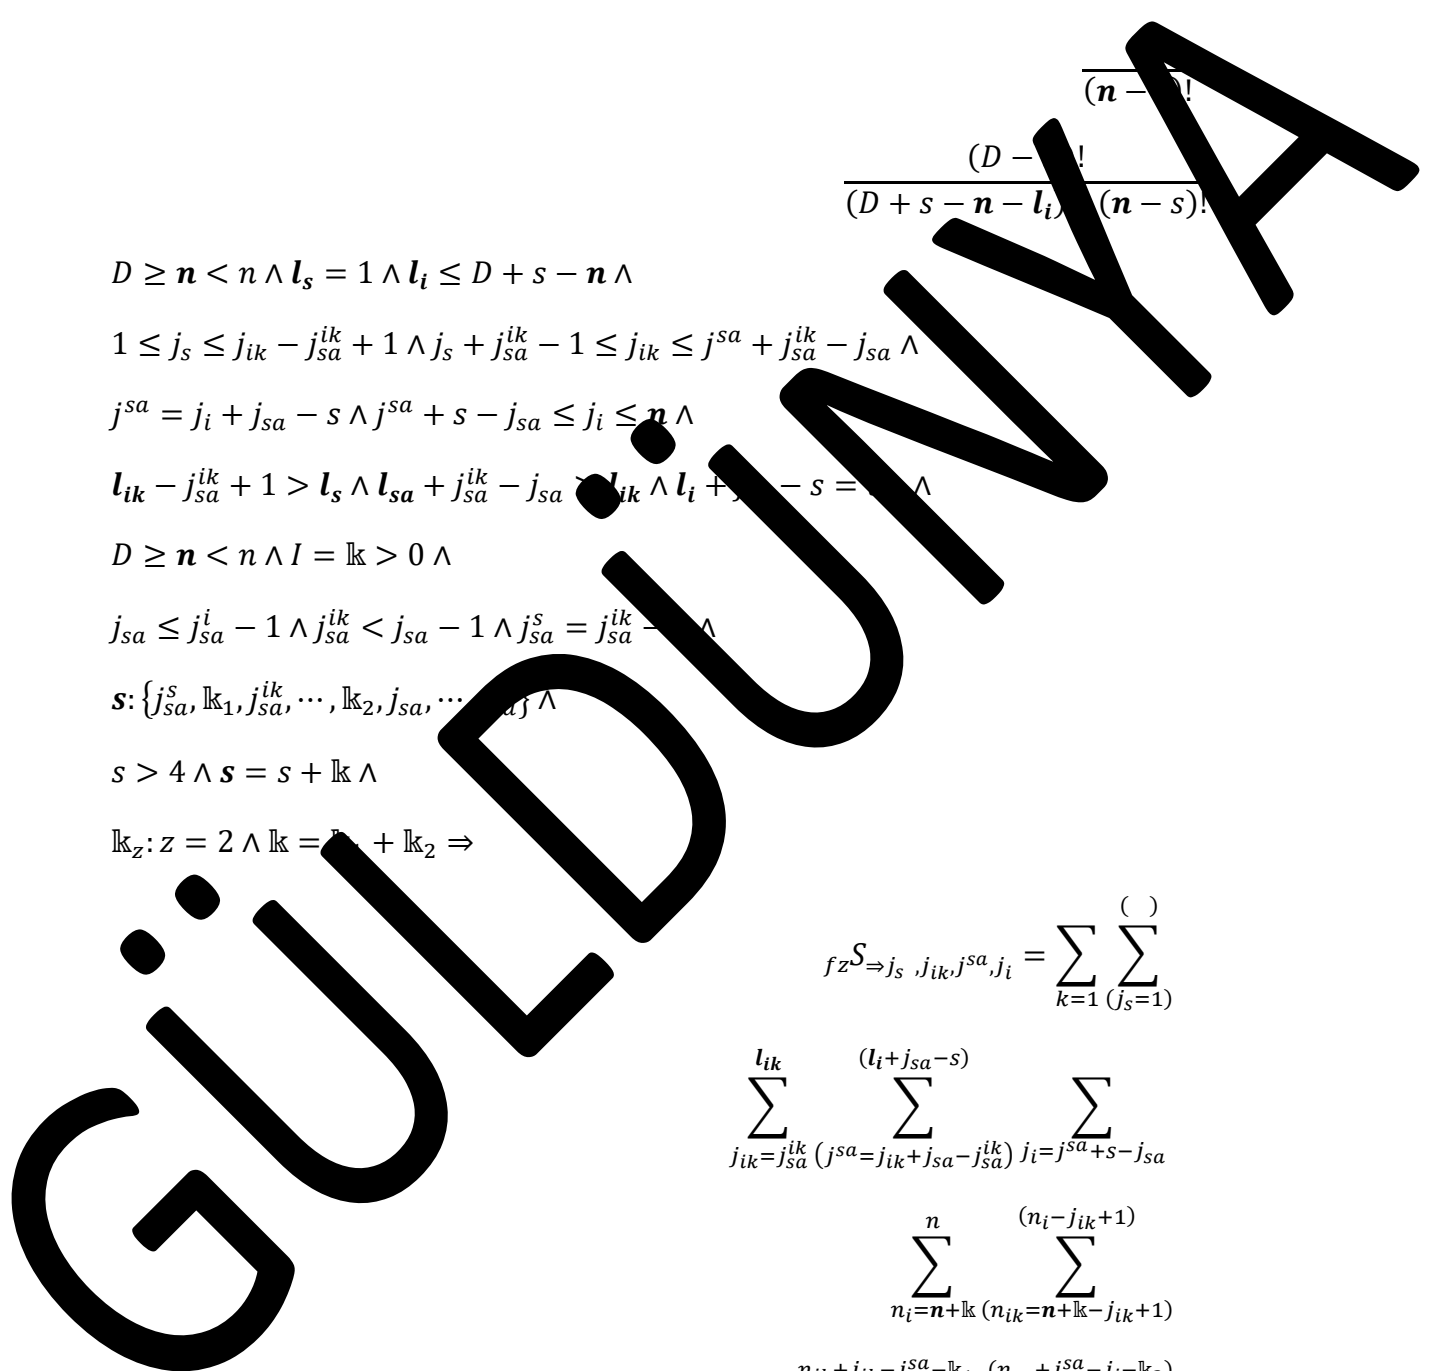 (𝒏 − )!
(D − )!
(D + s − 𝒏 − 𝒍ᵢ) (𝒏 − s)!
D ≥ 𝒏 < n ∧ 𝒍_s = 1 ∧ 𝒍_i ≤ D + s − 𝒏 ∧
1 ≤ j_s ≤ j_{ik} − j_{sa}^{ik} + 1 ∧ j_s + j_{sa}^{ik} − 1 ≤ j_{ik} ≤ j^{sa} + j_{sa}^{ik} − j_{sa} ∧
j^{sa} = j_i + j_{sa} − s ∧ j^{sa} + s − j_{sa} ≤ j_i ≤ 𝒏 ∧
𝒍_{ik} − j_{sa}^{ik} + 1 > 𝒍_s ∧ 𝒍_{sa} + j_{sa}^{ik} − j_{sa} 𝒍_{ik} ∧ 𝒍_i + − s = ∧
D ≥ 𝒏 < n ∧ I = 𝕜 > 0 ∧
j_{sa} ≤ j_{sa}^{i} − 1 ∧ j_{sa}^{ik} < j_{sa} − 1 ∧ j_{sa}^{s} = j_{sa}^{ik} − ∧
𝒔: {j_{sa}^{s}, 𝕜_1, j_{sa}^{ik}, ⋯ , 𝕜_2, j_{sa}, ⋯ } ∧
s > 4 ∧ 𝒔 = s + 𝕜 ∧
𝕜_z: z = 2 ∧ 𝕜 = + 𝕜_2 ⇒
_{fz}S_{⇒j_s ,j_{ik},j^{sa},j_i} = ∑_{k=1} ∑_{(j_s=1)}^{( )}
∑_{j_{ik}=j_{sa}^{ik}}^{𝒍_{ik}} ∑_{(j^{sa}=j_{ik}+j_{sa}−j_{sa}^{ik})}^{(𝒍_i+j_{sa}−s)} ∑_{j_i=j^{sa}+s−j_{sa}}
∑_{n_i=𝒏+𝕜}^{n} ∑_{(n_{ik}=𝒏+𝕜−j_{ik}+1)}^{(n_i−j_{ik}+1)}
GÜLDÜNYA